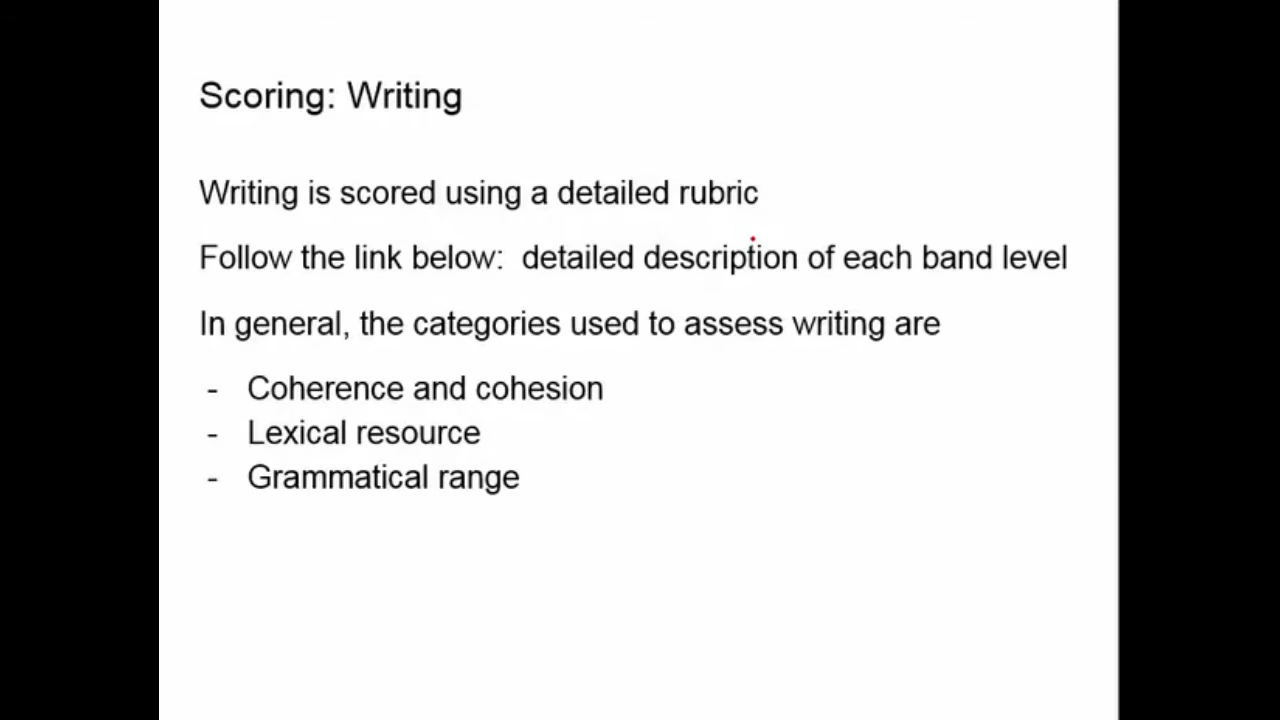 Scoring: Writing
Writing is scored using a detailed rubric
Follow the link below:  detailed description of each band level
In general, the categories used to assess writing are
- Coherence and cohesion
- Lexical resource
- Grammatical range